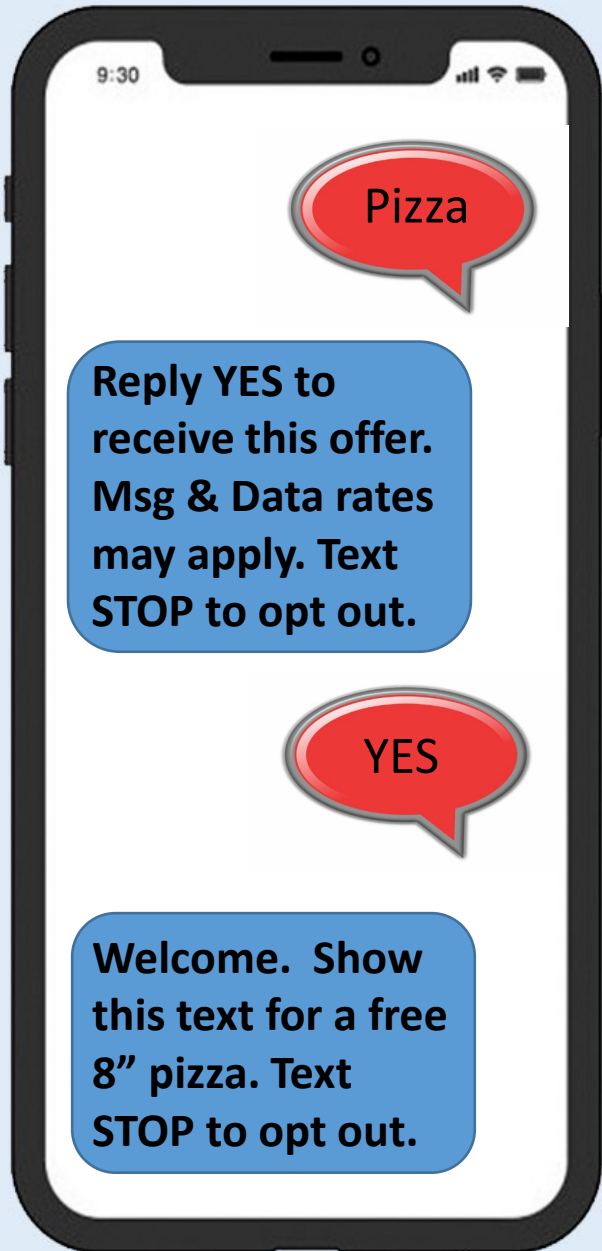 9:30
Pizza
Reply YES to
receive this offer.
Msg & Data rates
may apply. Text
STOP to opt out.
YES
Welcome.  Show
this text for a free
8” pizza. Text
STOP to opt out.